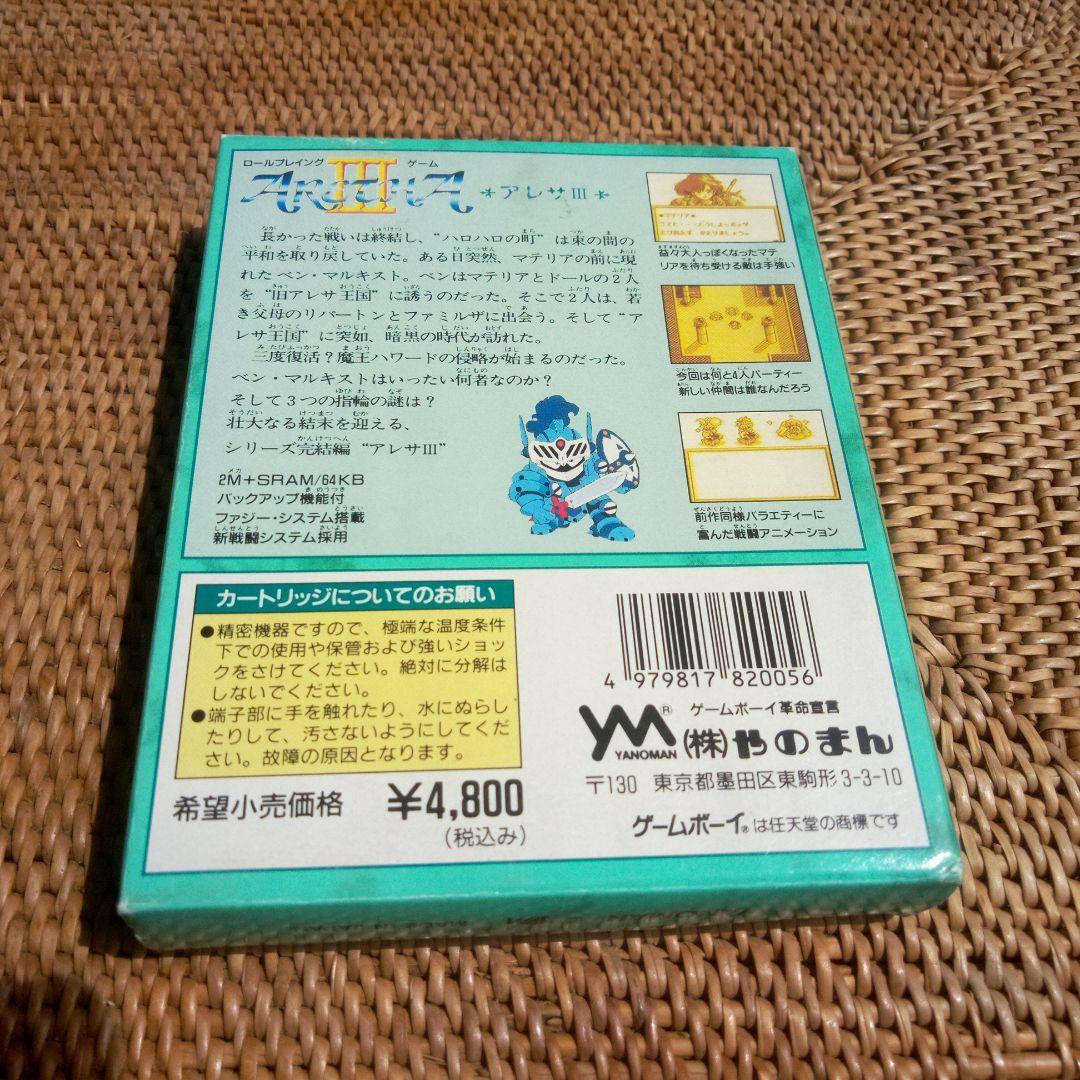 ロールプレイング ゲーム
ARETHA III
＊アレサIII＊
長かった戦いは終結し、“ハロハロの町”は束の間の
平和を取り戻していた。ある日突然、マテリアの前に現
れたベン・マルキスト。ベンはマテリアとドールの2人
を“旧アレサ王国”に誘うのだった。そこで2人は、若
き父母のリバートンとファミルザに出会う。そして“ア
レサ王国”に突如、暗黒の時代が訪れた。
三度復活？魔王ハワードの侵略が始まるのだった。
ベン・マルキストはいったい何者なのか？
そして3つの指輪の謎は？
壮大なる結末を迎える、
シリーズ完結編“アレサIII”
2M+SRAM/64KB
バックアップ機能付
ファジー・システム搭載
新戦闘システム採用
益々大人っぽくなったマテ
リアを待ち受ける敵は手強い
今回は何と4人パーティー
新しい仲間は誰なんだろう
前作同様バラエティーに
富んだ戦闘アニメーション
カートリッジについてのお願い
●精密機器ですので、極端な温度条件
下での使用や保管および強いショッ
クをさけてください。絶対に分解は
しないでください。
●端子部に手を触れたり、水にぬらし
たりして、汚さないようにしてくだ
さい。故障の原因となります。
希望小売価格 ¥4,800
(税込み)
4 979817 820056
YM® ゲームボーイ革命宣言
YANOMAN (株)やのまん
〒130 東京都墨田区東駒形3-3-10
ゲームボーイ®は任天堂の商標です